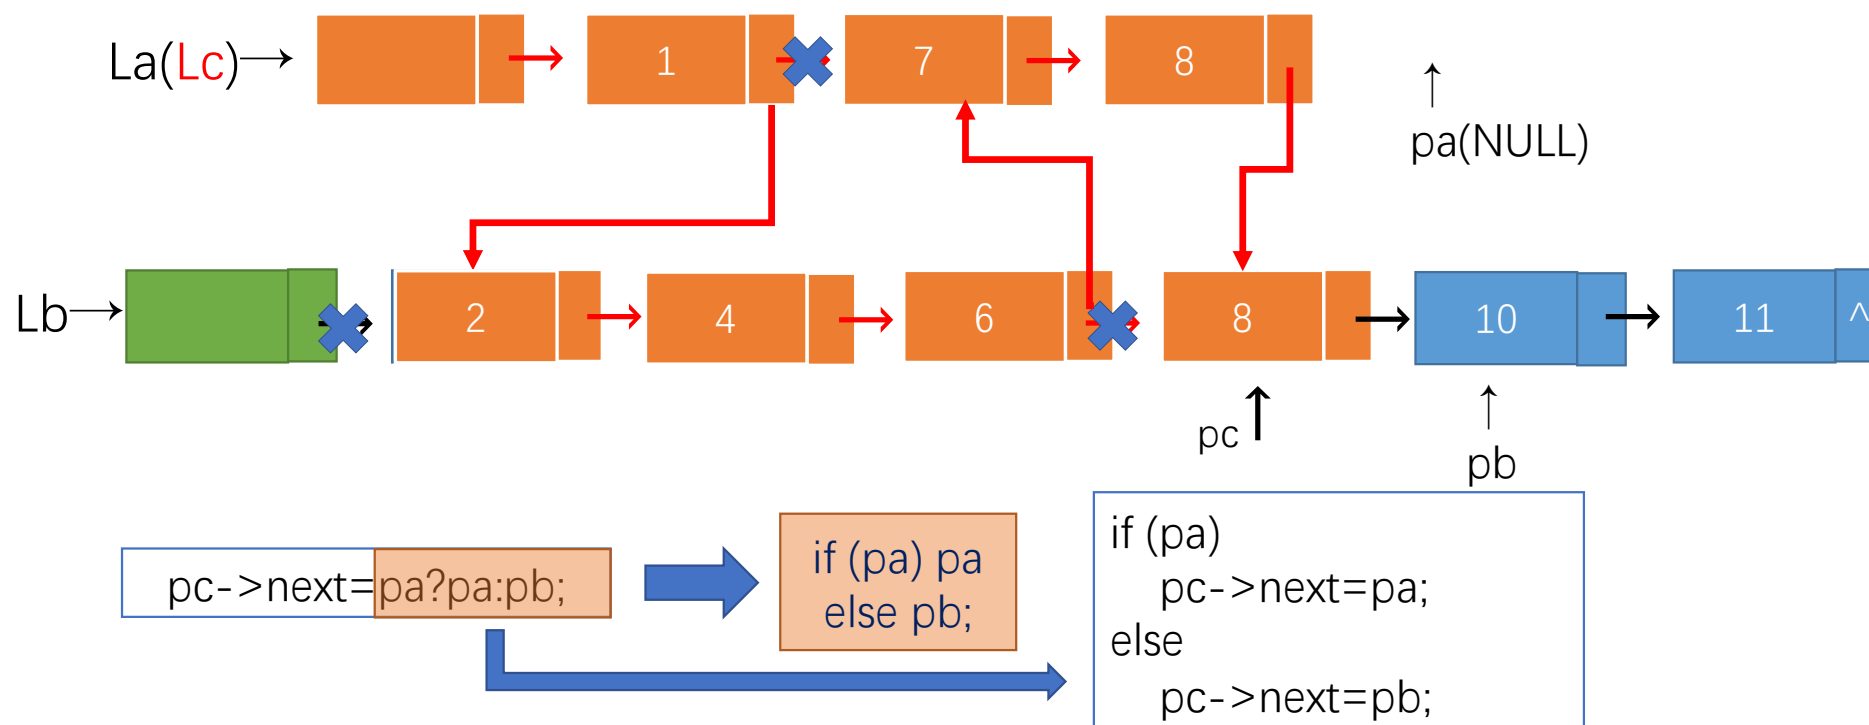 La(Lc)→
1
7
8
pa(NULL)
Lb→
2
4
6
8
10
11
^
pc
pb
pc->next=pa?pa:pb;
if (pa) pa
else pb;
if (pa)
pc->next=pa;
else
pc->next=pb;